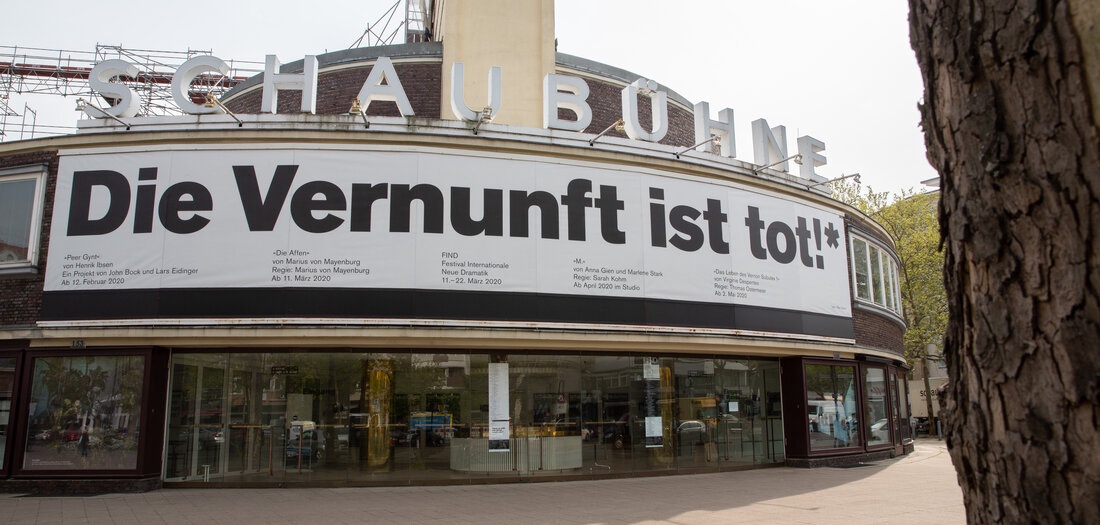 SCHAUBÜHNE
Die Vernunft ist tot!*
»Peer Gynt«
von Henrik Ibsen
Ein Projekt von John Bock und Lars Eidinger
Ab 12. Februar 2020
»Die Affen«
von Marius von Mayenburg
Regie: Marius von Mayenburg
Ab 11. März 2020
FIND
Festival Internationale
Neue Dramatik
11.–22. März 2020
»M.«
von Anna Gien und Marlene Stark
Regie: Sarah Kohm
Ab April 2020 im Studio
»Das Leben des Vernon Subutex 1«
von Virginie Despentes
Regie: Thomas Ostermeier
Ab 2. Mai 2020
153